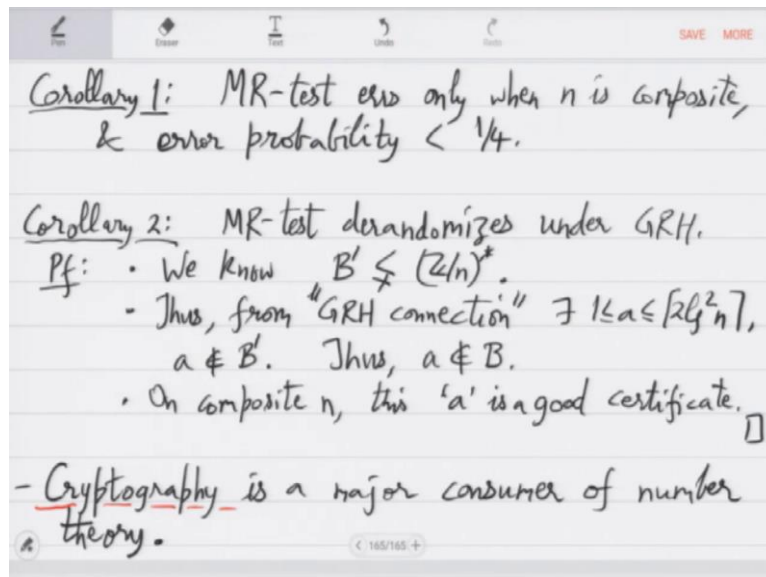 Pen Eraser Text Undo Redo SAVE MORE
Corollary 1: MR-test errs only when n is composite,
& error probability < 1/4.
Corollary 2: MR-test derandomizes under GRH.
Pf: · We know B' ⪇ (Z/n)*.
- Thus, from "GRH connection" ∃ 1≤a≤⌈2lg²n⌉,
a ∉ B'. Thus, a ∉ B.
· On composite n, this 'a' is a good certificate. □
- Cryptography is a major consumer of number
theory.
< 165/165 +